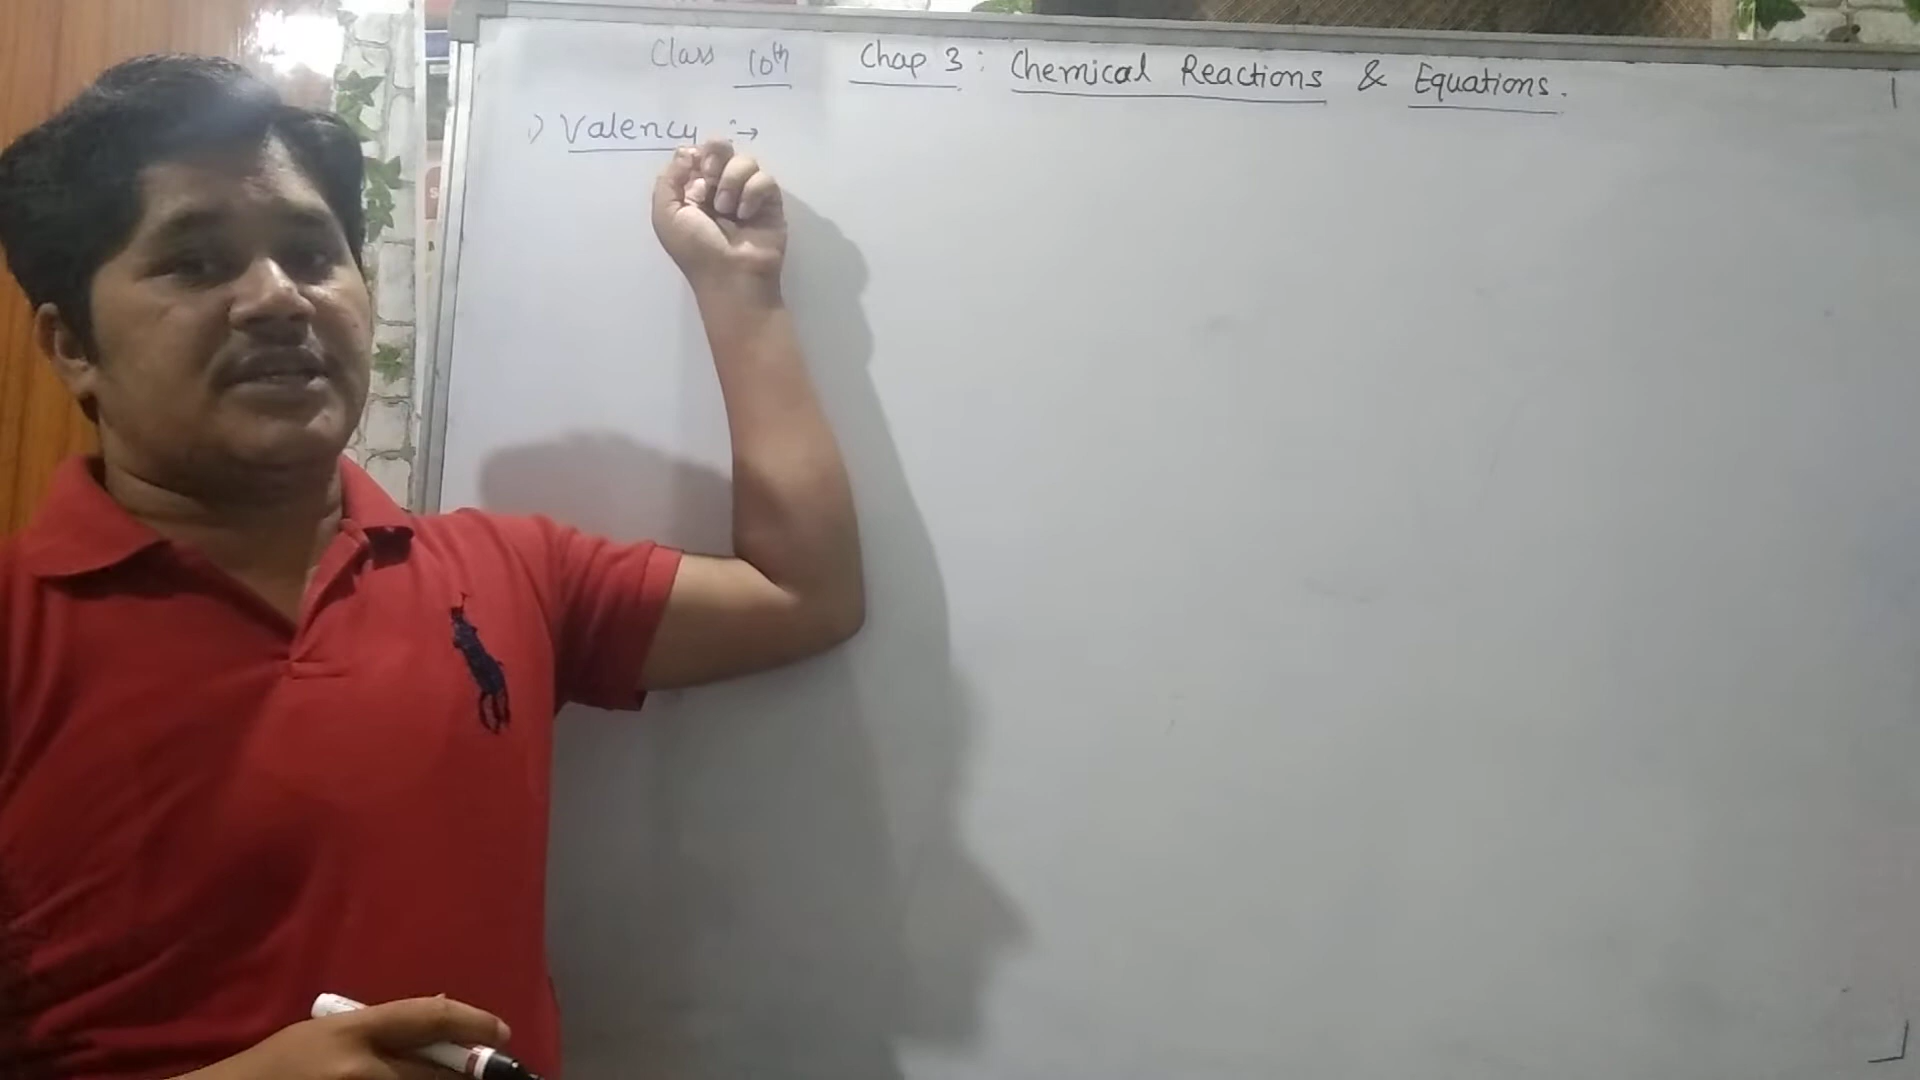 Class 10th Chap 3: Chemical Reactions & Equations.
1) Valency :→